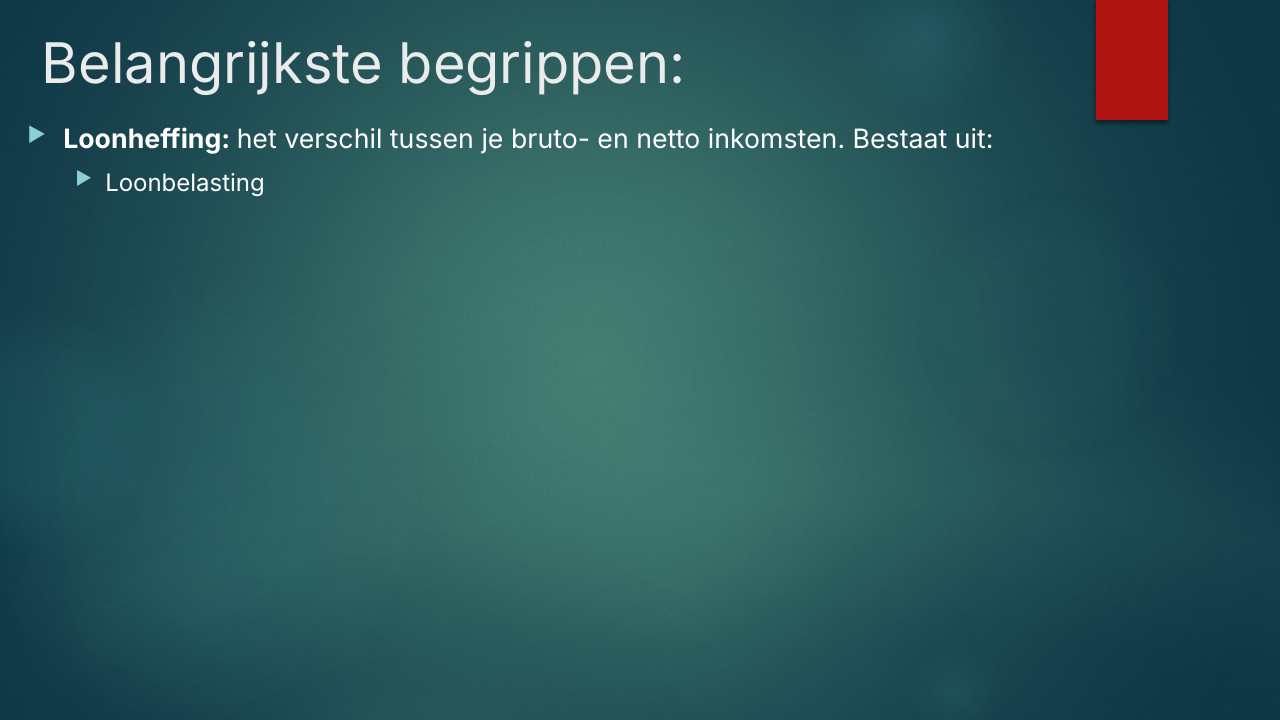 Belangrijkste begrippen:
Loonheffing: het verschil tussen je bruto- en netto inkomsten. Bestaat uit:
Loonbelasting